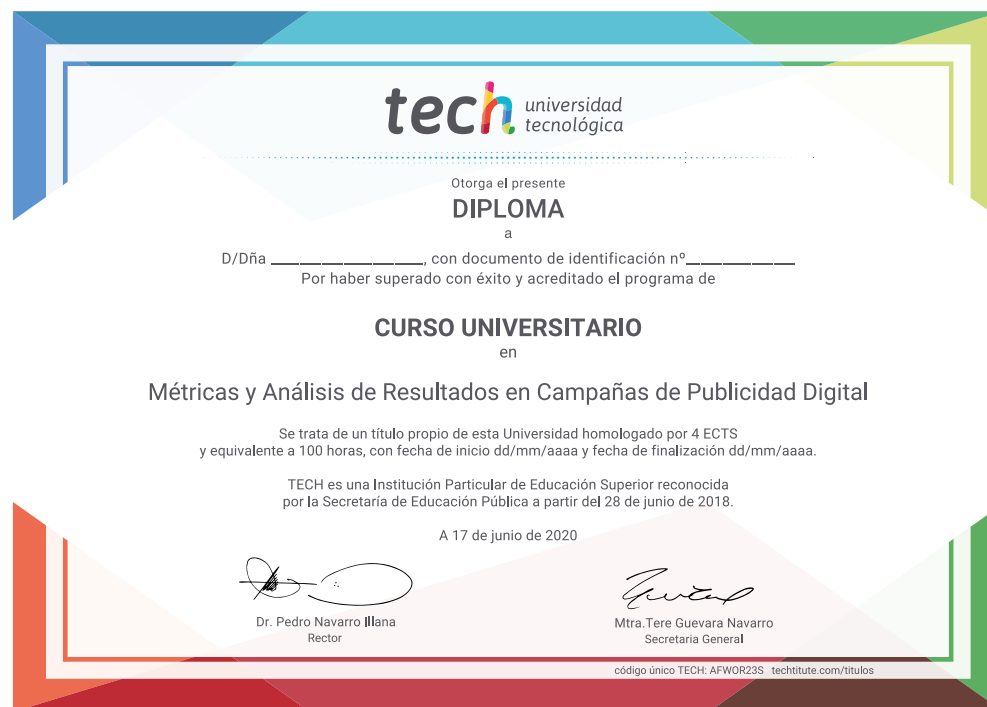 tech universidad
tecnológica
Otorga el presente
DIPLOMA
a
D/Dña __________________, con documento de identificación nº____________
Por haber superado con éxito y acreditado el programa de
CURSO UNIVERSITARIO
en
Métricas y Análisis de Resultados en Campañas de Publicidad Digital
Se trata de un título propio de esta Universidad homologado por 4 ECTS
y equivalente a 100 horas, con fecha de inicio dd/mm/aaaa y fecha de finalización dd/mm/aaaa.
TECH es una Institución Particular de Educación Superior reconocida
por la Secretaría de Educación Pública a partir del 28 de junio de 2018.
A 17 de junio de 2020
Dr. Pedro Navarro Illana
Rector
Mtra.Tere Guevara Navarro
Secretaria General
código único TECH: AFWOR23S techtitute.com/titulos